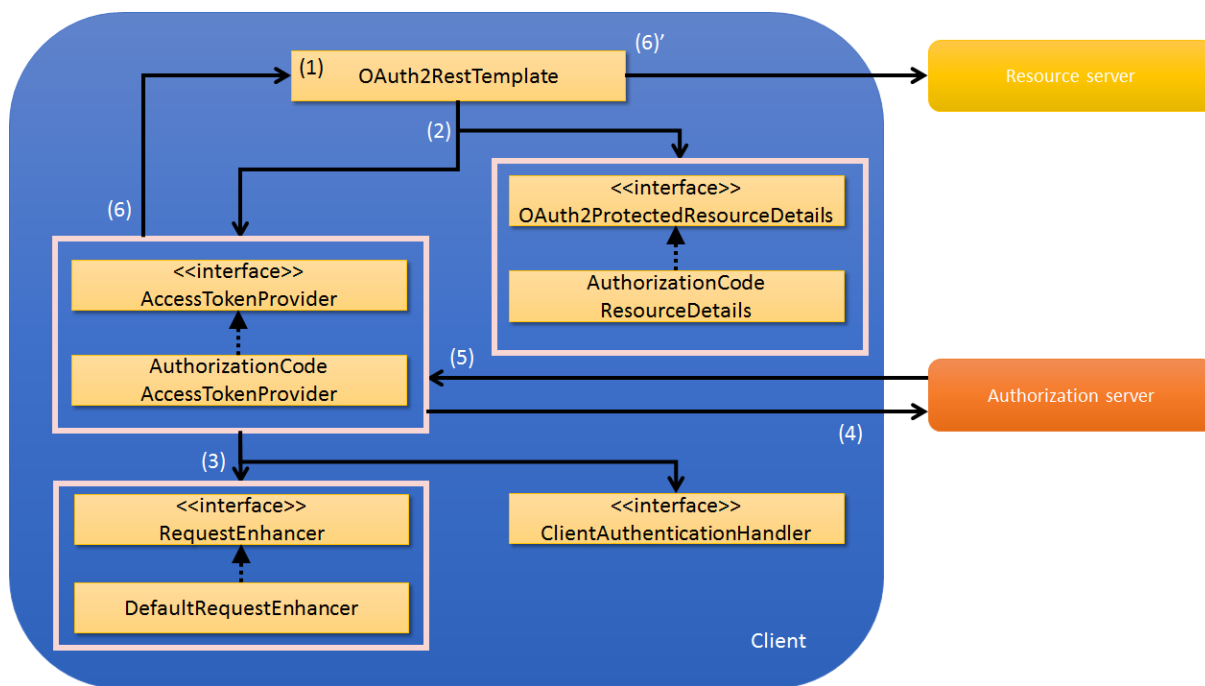 (6)’
(1)
OAuth2RestTemplate
Resource server
(2)
<<interface>>
OAuth2ProtectedResourceDetails
(6)
AuthorizationCode
ResourceDetails
<<interface>>
AccessTokenProvider
AuthorizationCode
AccessTokenProvider
(5)
Authorization server
(4)
(3)
<<interface>>
RequestEnhancer
<<interface>>
ClientAuthenticationHandler
DefaultRequestEnhancer
Client